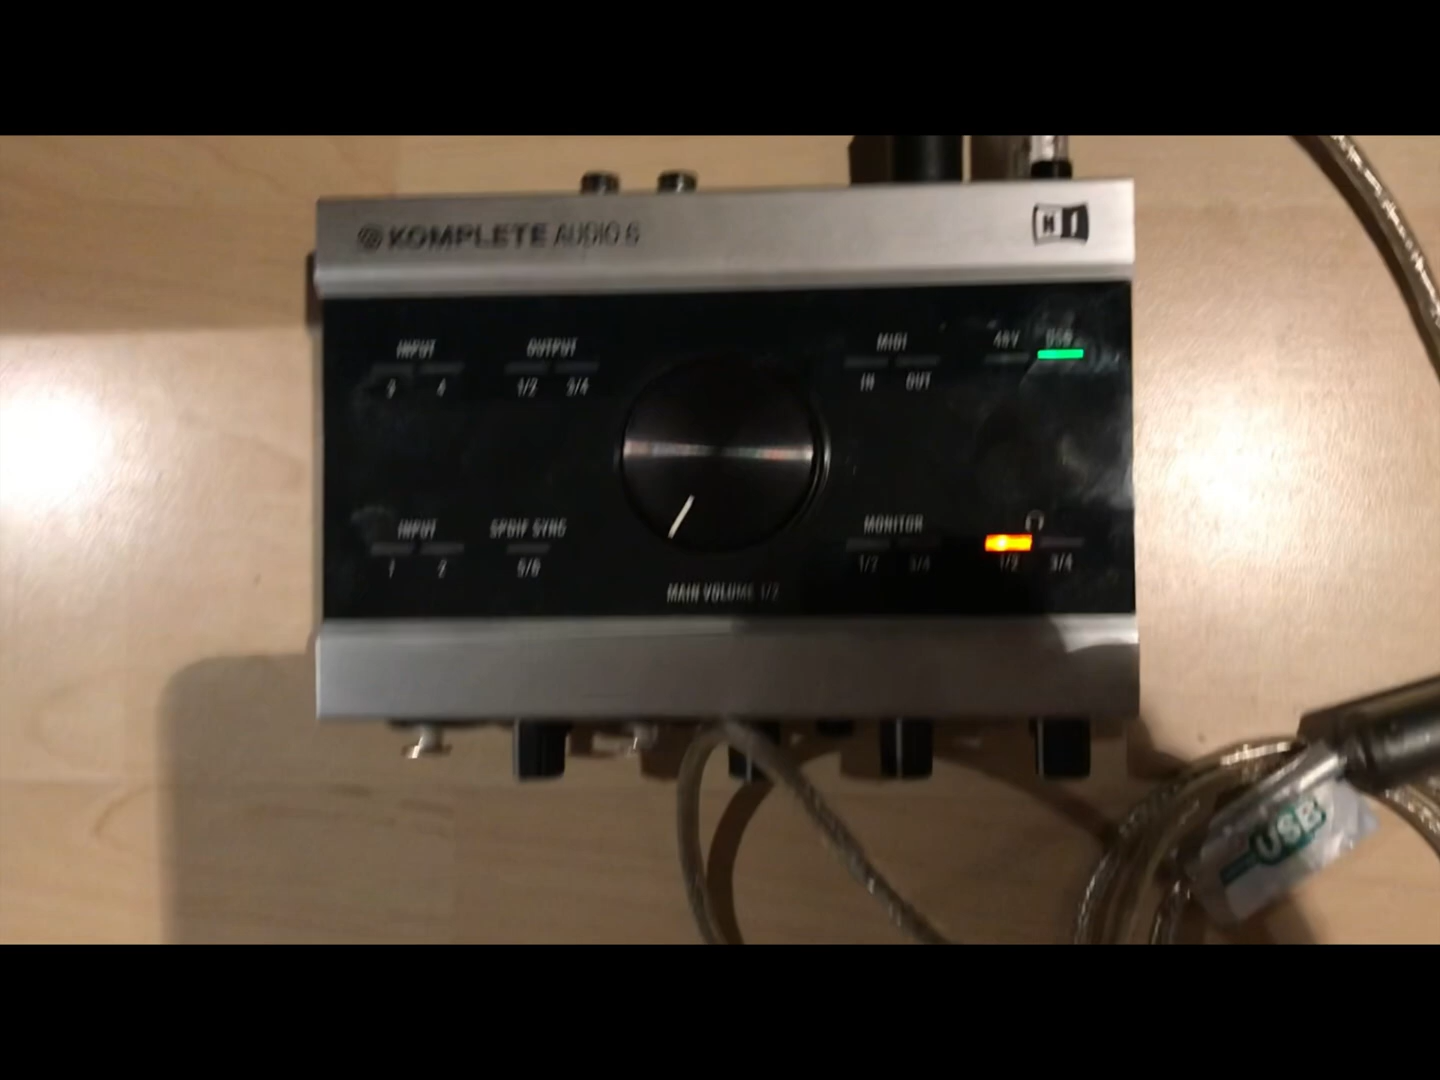 KOMPLETE AUDIO 6
NI
INPUT
3 4
OUTPUT
1/2 3/4
MIDI
IN OUT
48V USB
INPUT
1 2
SPDIF SYNC
5/6
MAIN VOLUME 1/2
MONITOR
1/2 3/4
1/2 3/4
USB